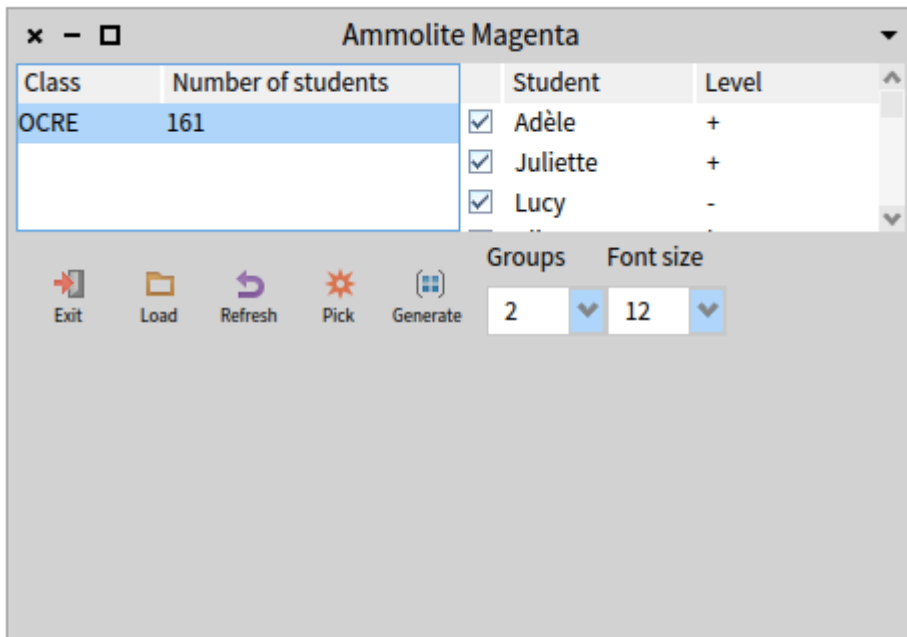 Ammolite Magenta
Class Number of students
OCRE 161
Student Level
Adèle +
Juliette +
Lucy -
Groups Font size
Exit Load Refresh Pick Generate 2 12